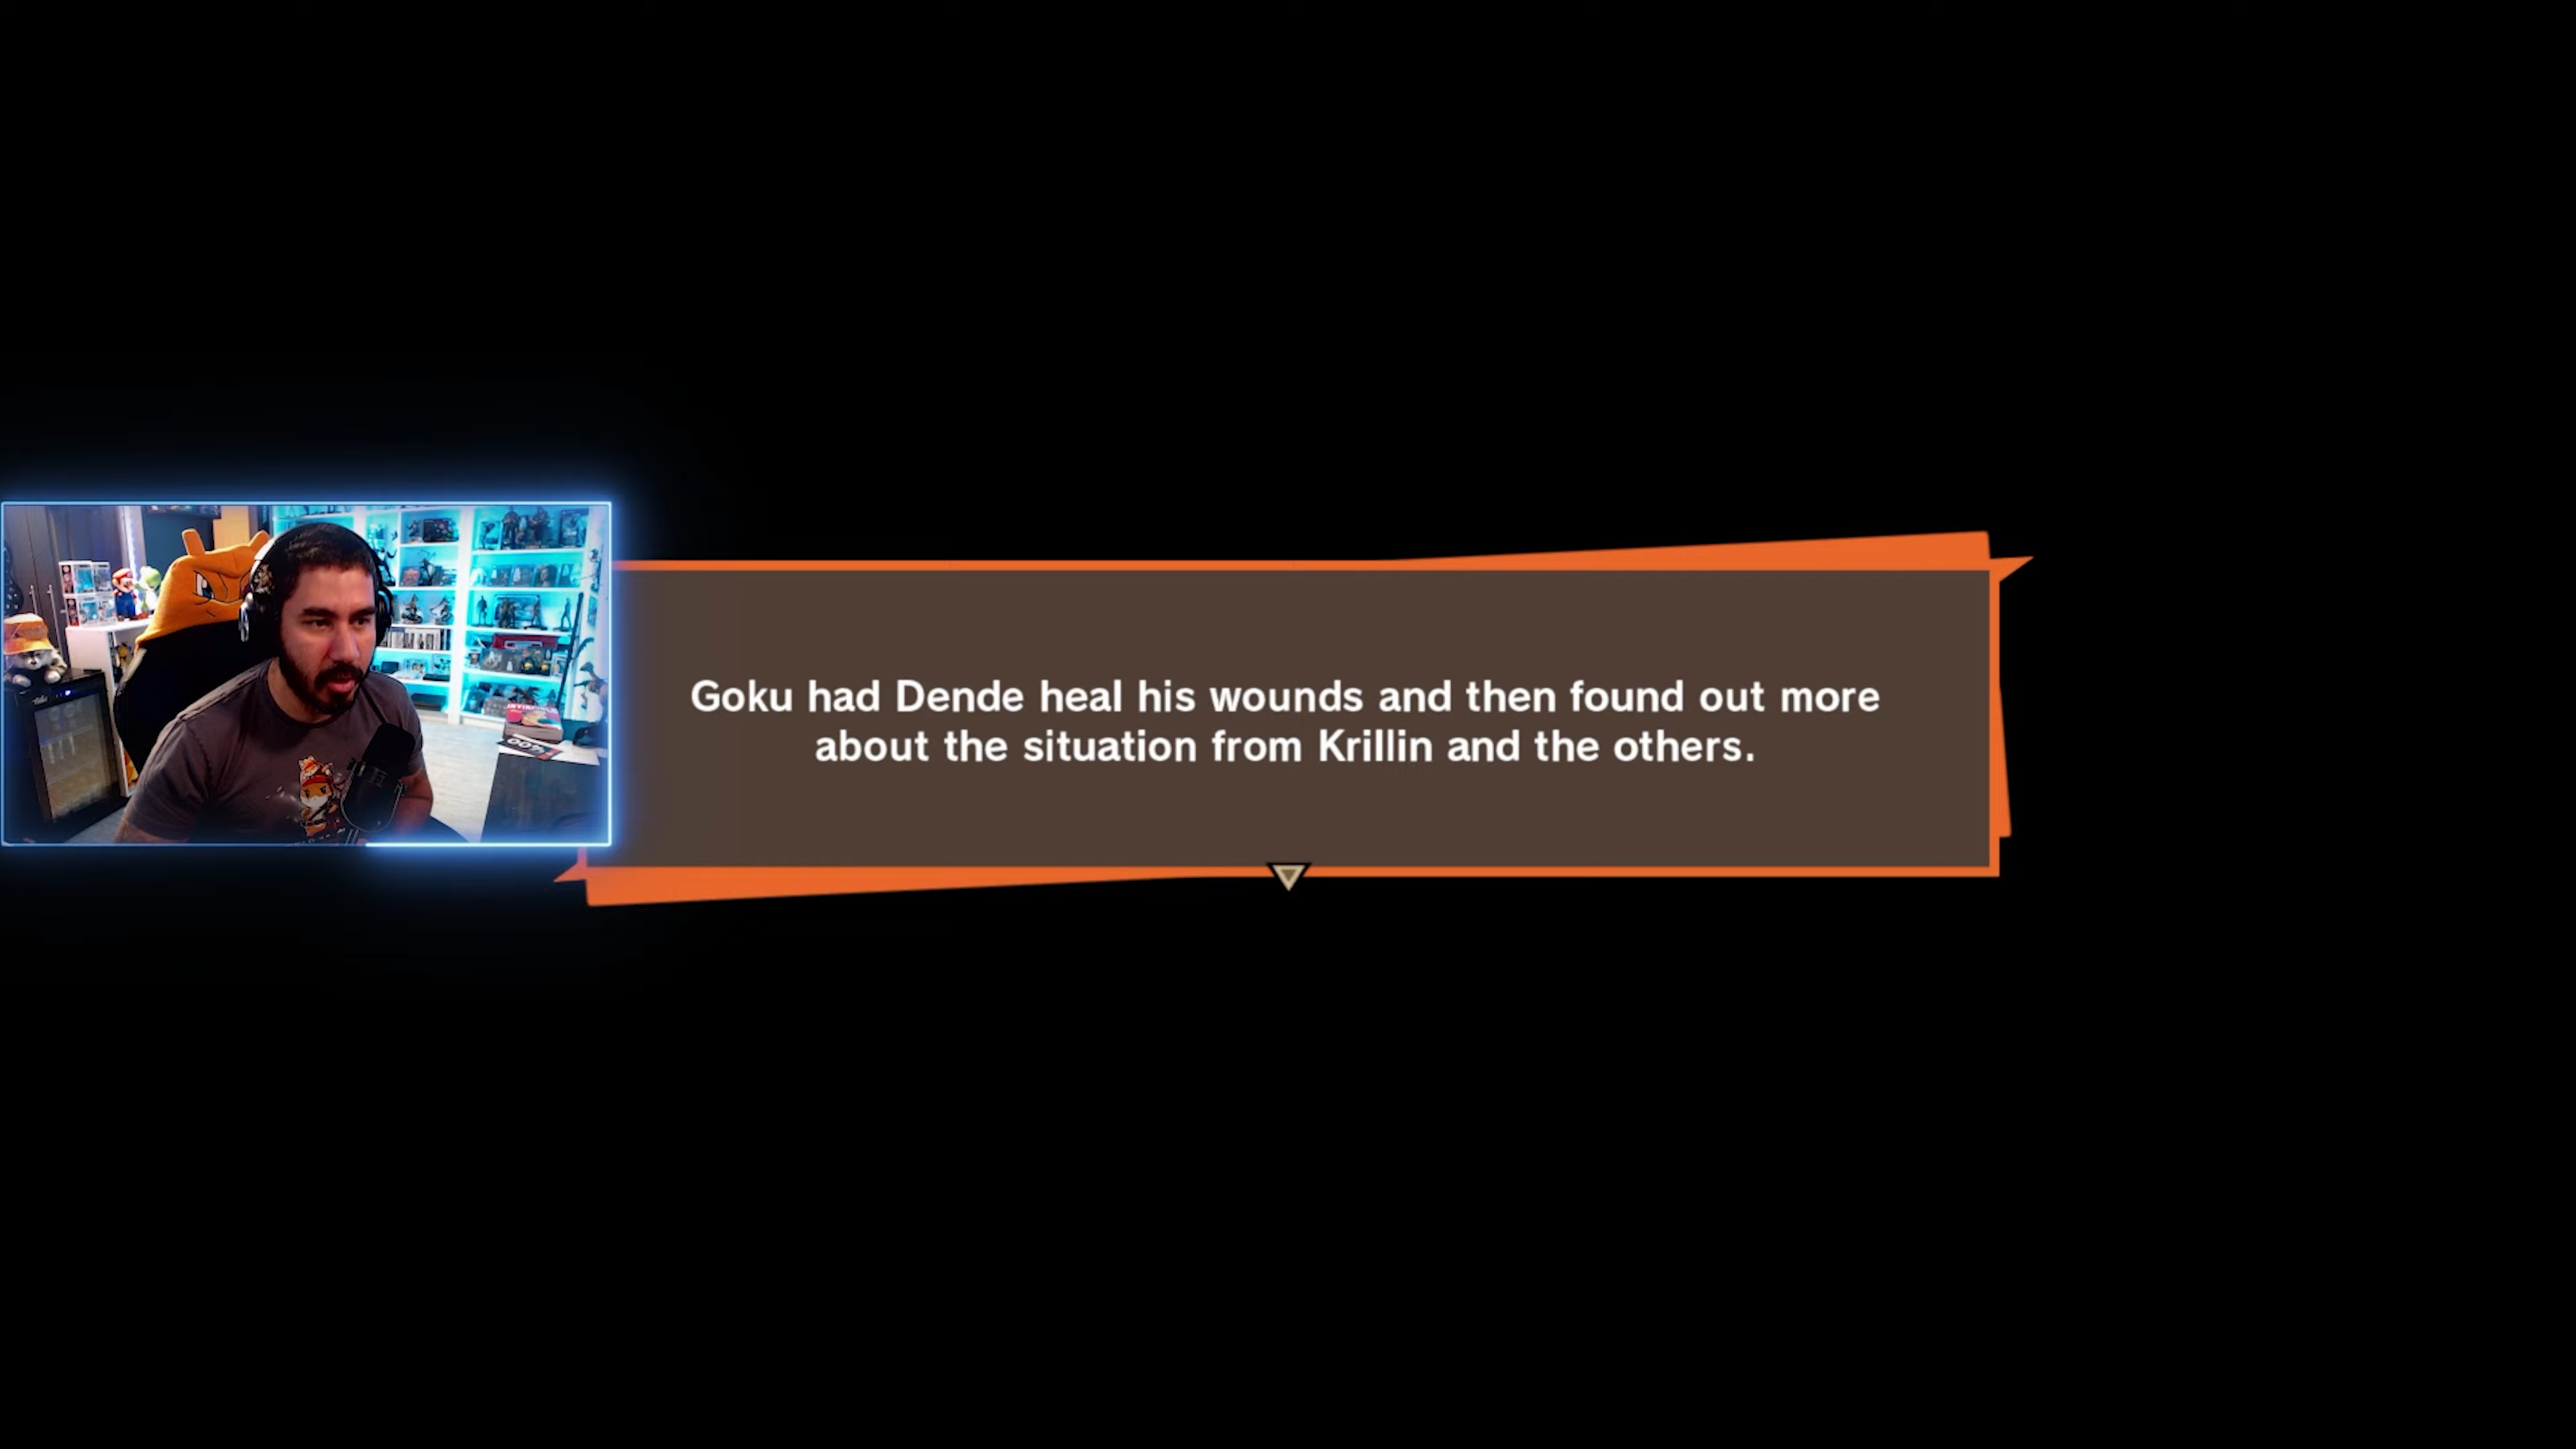 Goku had Dende heal his wounds and then found out more
about the situation from Krillin and the others.